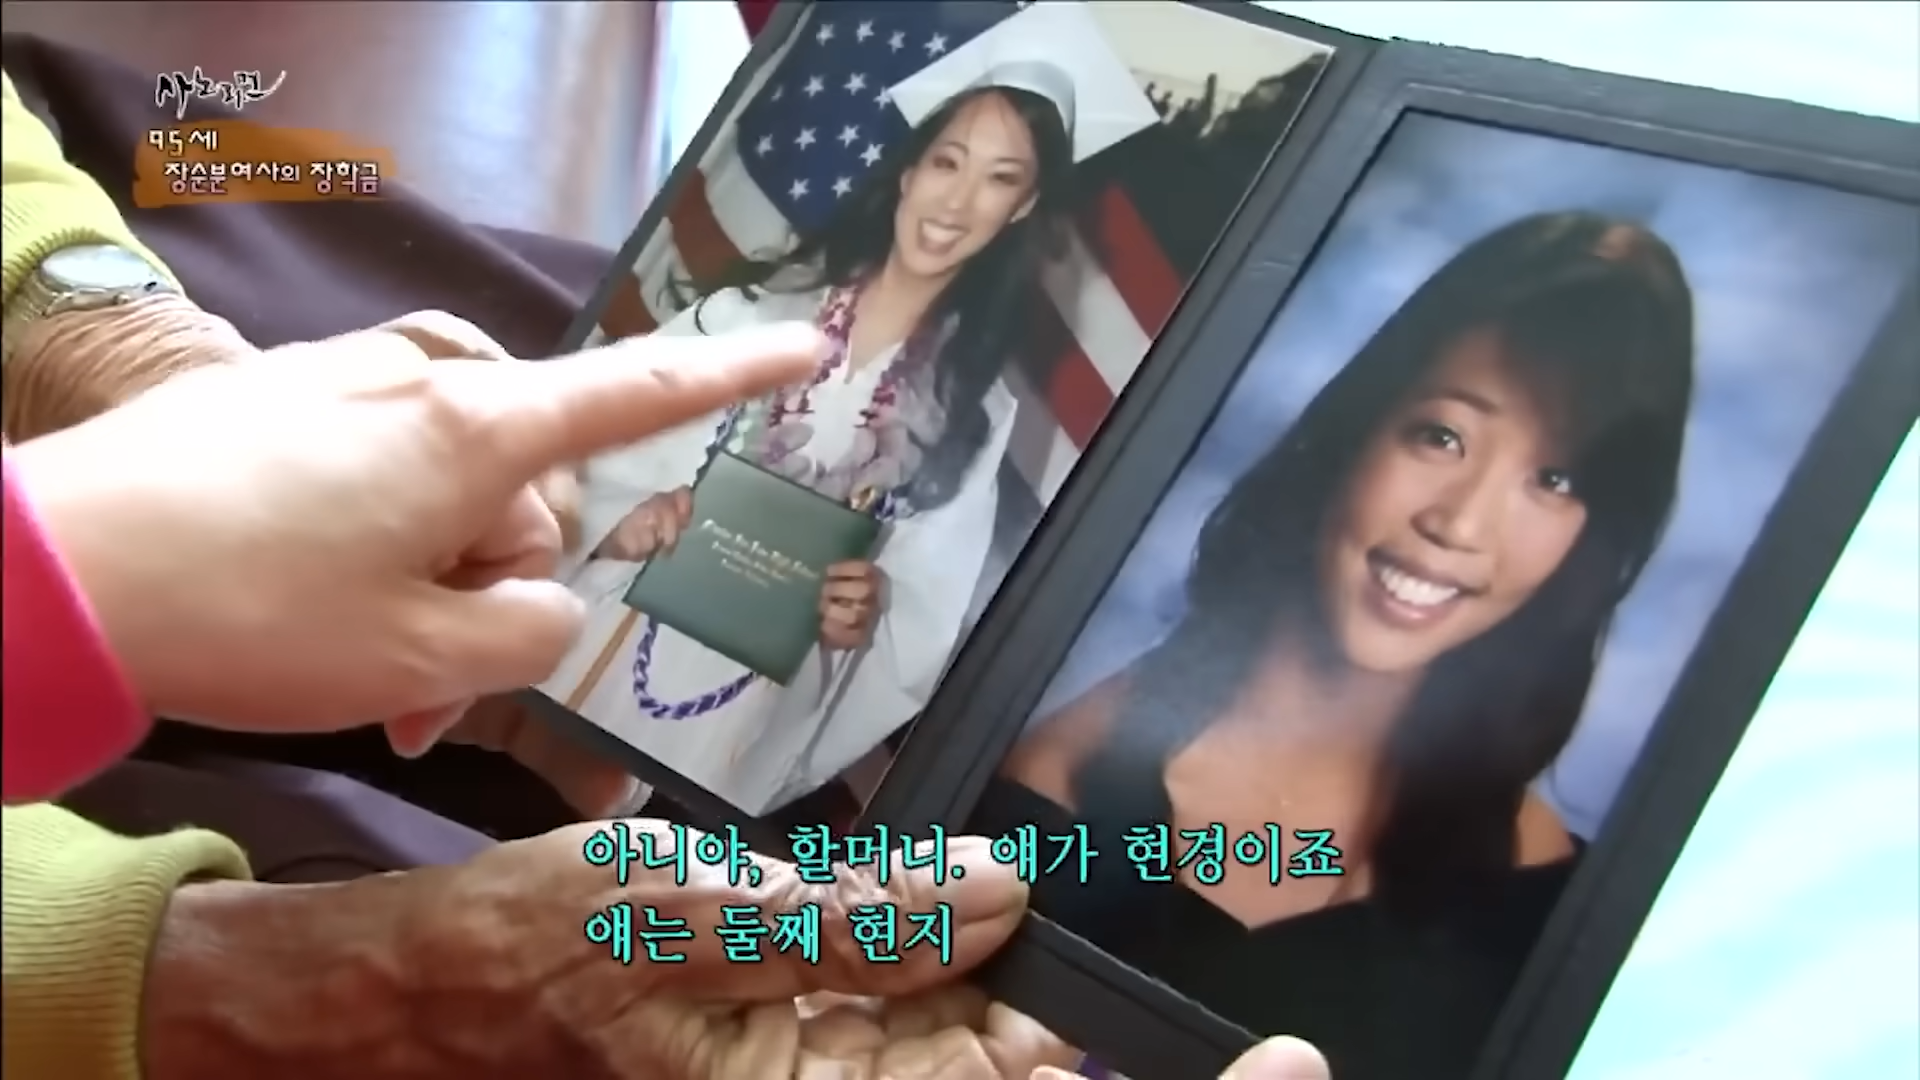 사노라면
95세
장순분여사의 장학금
아니야, 할머니. 얘가 현경이죠
얘는 둘째 현지